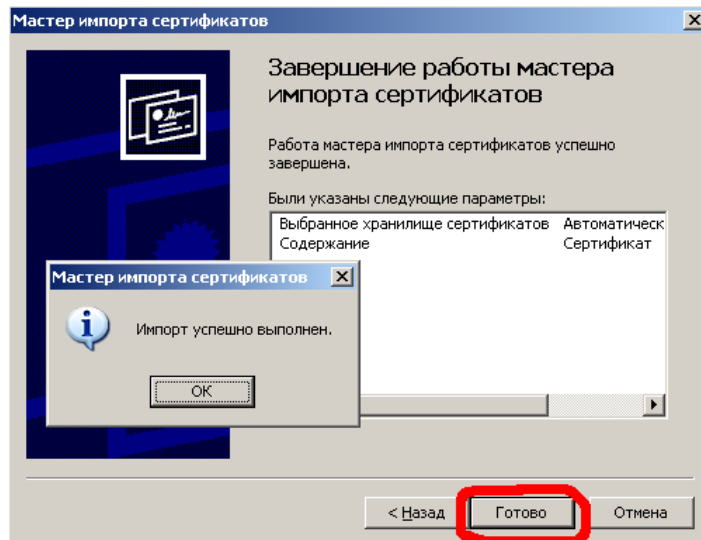 Мастер импорта сертификатов
Завершение работы мастера
импорта сертификатов
Работа мастера импорта сертификатов успешно
завершена.
Были указаны следующие параметры:
Выбранное хранилище сертификатов Автоматическ
Содержание Сертификат
Мастер импорта сертификатов
Импорт успешно выполнен.
ОК
< Назад Готово Отмена